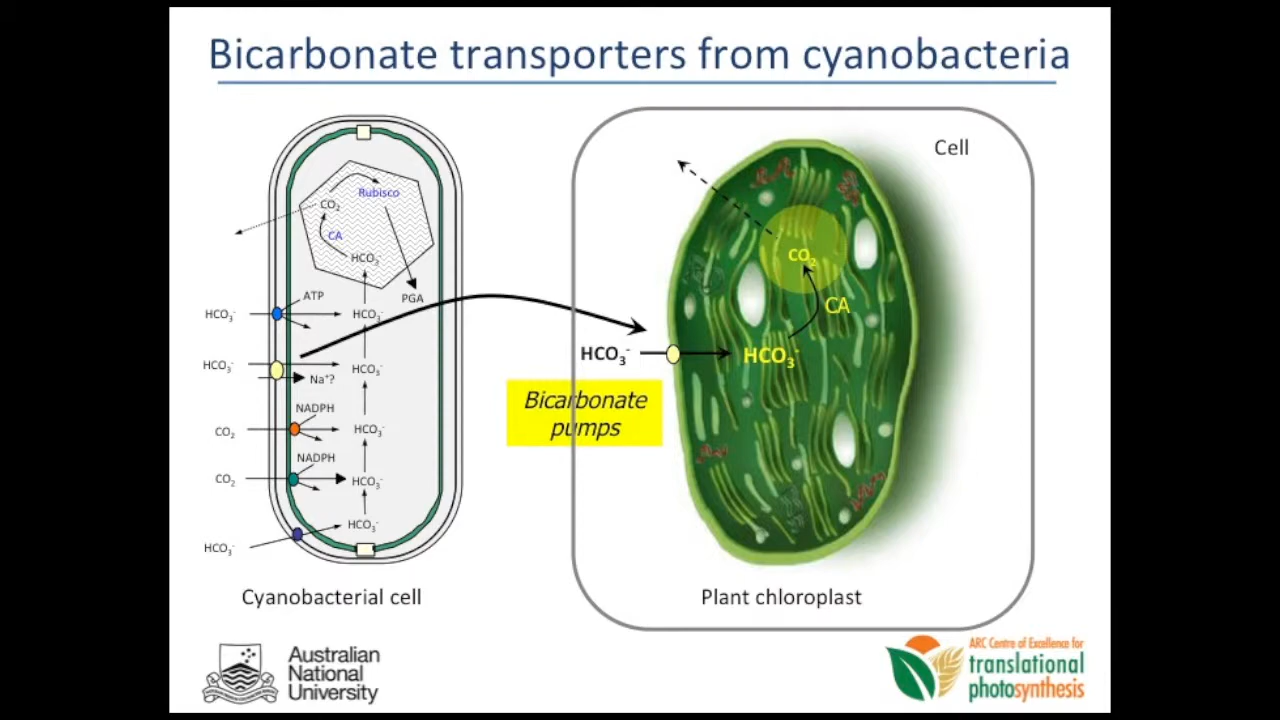 Bicarbonate transporters from cyanobacteria
Cell
Rubisco
CO₂
CA
HCO₃⁻
PGA
ATP
HCO₃⁻
HCO₃⁻
HCO₃⁻
Na⁺?
HCO₃⁻
NADPH
CO₂
HCO₃⁻
NADPH
CO₂
HCO₃⁻
HCO₃⁻
HCO₃⁻
CO₂
CA
HCO₃⁻
HCO₃⁻
Bicarbonate
pumps
Cyanobacterial cell
Plant chloroplast
Australian
National
University
ARC Centre of Excellence for
translational
photosynthesis